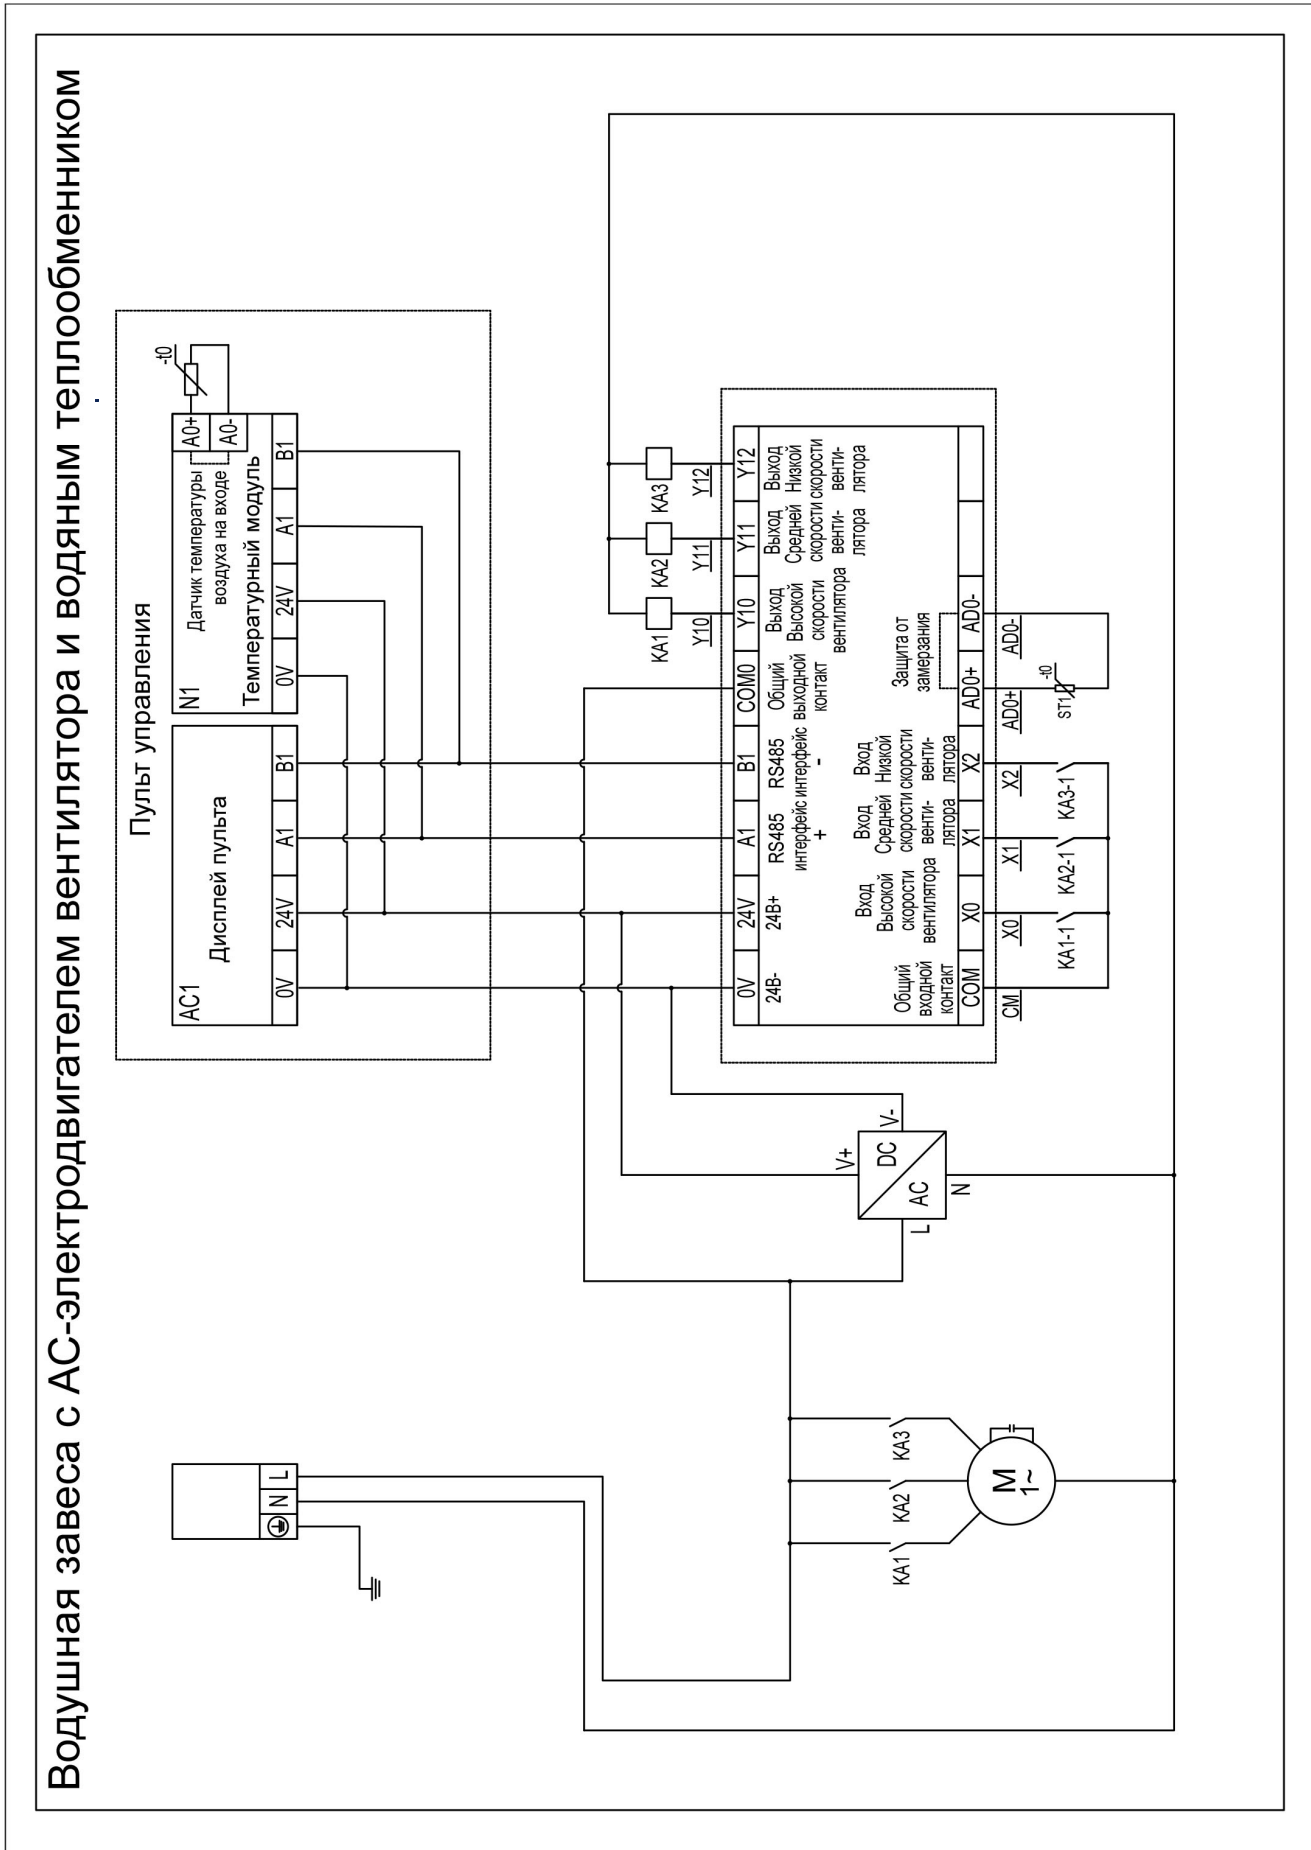 Водушная завеса с АС-электродвигателем вентилятора и водяным теплообменником
Пульт управления
AC1
Дисплей пульта
0V
24V
A1
B1
N1
Датчик температуры
воздуха на входе
Температурный модуль
A0+
A0-
-t0
0V
24V
A1
B1
N
L
KA1
KA2
KA3
Y10
Y11
Y12
0V
24V
A1
B1
COM0
Y10
Y11
Y12
24В-
24В+
RS485
интерфейс
+
RS485
интерфейс
-
Общий
выходной
контакт
Выход
Высокой
скорости
вентилятора
Выход
Средней
скорости
венти-
лятора
Выход
Низкой
скорости
венти-
лятора
Общий
входной
контакт
Вход
Высокой
скорости
вентилятора
Вход
Средней
скорости
венти-
лятора
Вход
Низкой
скорости
венти-
лятора
Защита от
замерзания
COM
X0
X1
X2
AD0+
AD0-
CM
X0
X1
X2
AD0+
AD0-
KA1-1
KA2-1
KA3-1
ST1
-t0
V+
V-
DC
AC
L
N
KA1
KA2
KA3
M
1~